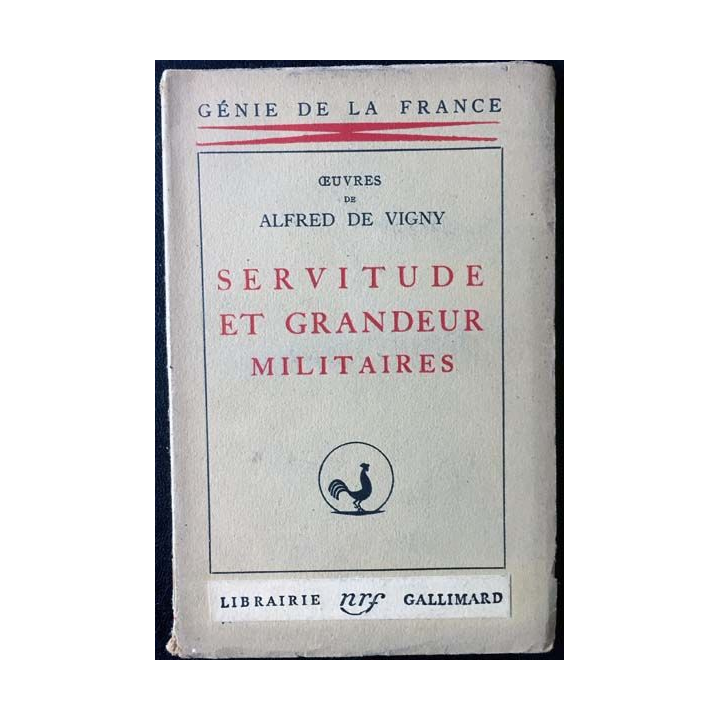 GÉNIE DE LA FRANCE
ŒUVRES
DE
ALFRED DE VIGNY
SERVITUDE
ET GRANDEUR
MILITAIRES
LIBRAIRIE nrf GALLIMARD